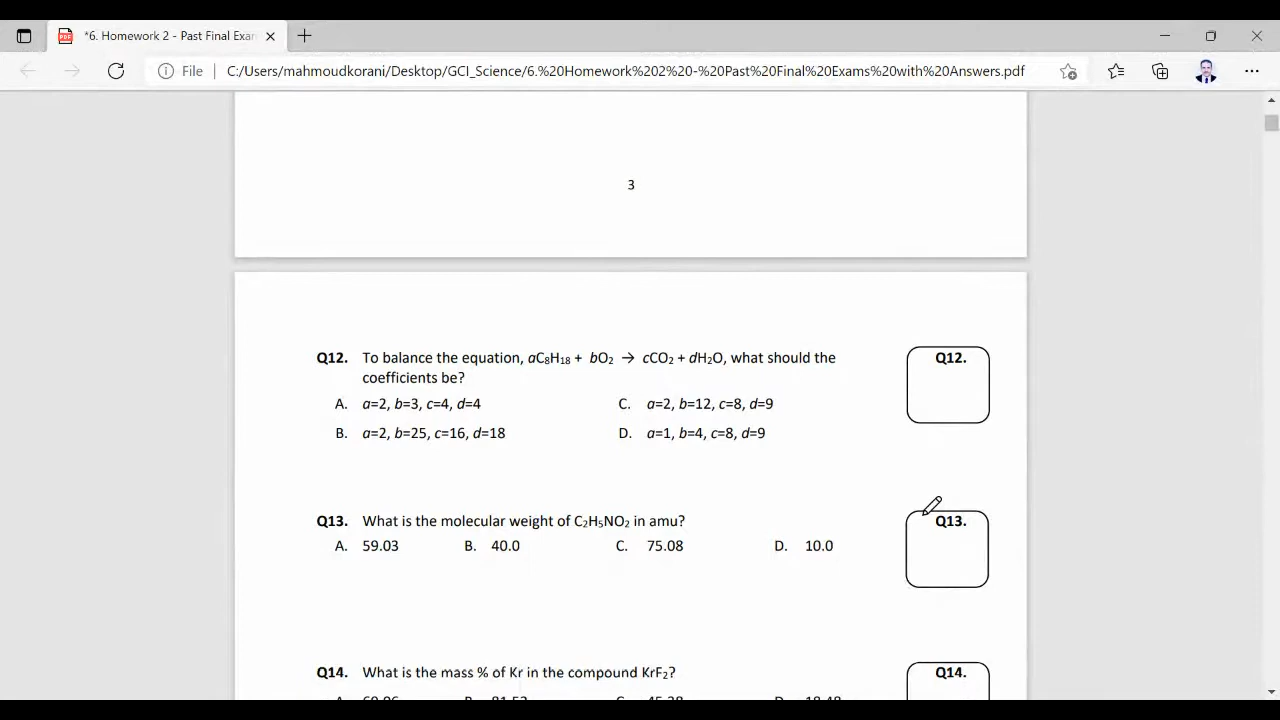 *6. Homework 2 - Past Final Exar
File
C:/Users/mahmoudkorani/Desktop/GCI_Science/6.%20Homework%202%20-%20Past%20Final%20Exams%20with%20Answers.pdf
3
Q12. To balance the equation, aC₈H₁₈ + bO₂ → cCO₂ + dH₂O, what should the
coefficients be?
Q12.
A. a=2, b=3, c=4, d=4
C. a=2, b=12, c=8, d=9
B. a=2, b=25, c=16, d=18
D. a=1, b=4, c=8, d=9
Q13. What is the molecular weight of C₂H₅NO₂ in amu?
Q13.
A. 59.03 B. 40.0 C. 75.08 D. 10.0
Q14. What is the mass % of Kr in the compound KrF₂?
Q14.